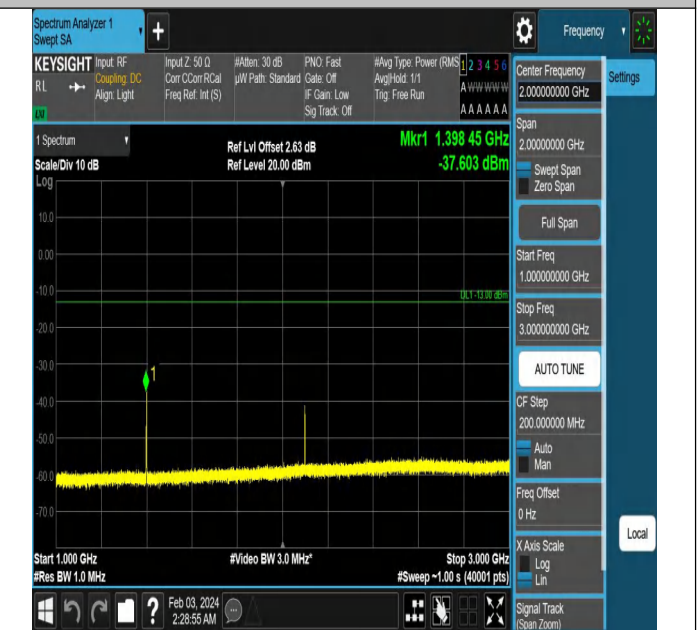 Spectrum Analyzer 1
Swept SA
+
Frequency
KEYSIGHT
RL
LXI
Input: RF
Coupling: DC
Align: Light
Input Z: 50 Ω
Corr CCorr RCal
Freq Ref: Int (S)
#Atten: 30 dB
µW Path: Standard
PNO: Fast
Gate: Off
IF Gain: Low
Sig Track: Off
#Avg Type: Power (RMS
Avg|Hold: 1/1
Trig: Free Run
1 2 3 4 5 6
A W W W W W
A A A A A A
1 Spectrum
Scale/Div 10 dB
Ref Lvl Offset 2.63 dB
Ref Level 20.00 dBm
Mkr1 1.398 45 GHz
-37.603 dBm
Log
10.0
0.00
-10.0
DL1 -13.00 dBm
-20.0
-30.0
1
-40.0
-50.0
-60.0
-70.0
Start 1.000 GHz
#Res BW 1.0 MHz
#Video BW 3.0 MHz*
Stop 3.000 GHz
#Sweep ~1.00 s (40001 pts)
?
Feb 03, 2024
2:28:55 AM
Center Frequency
2.000000000 GHz
Settings
Span
2.00000000 GHz
Swept Span
Zero Span
Full Span
Start Freq
1.000000000 GHz
Stop Freq
3.000000000 GHz
AUTO TUNE
CF Step
200.000000 MHz
Auto
Man
Freq Offset
0 Hz
Local
X Axis Scale
Log
Lin
Signal Track
(Span Zoom)